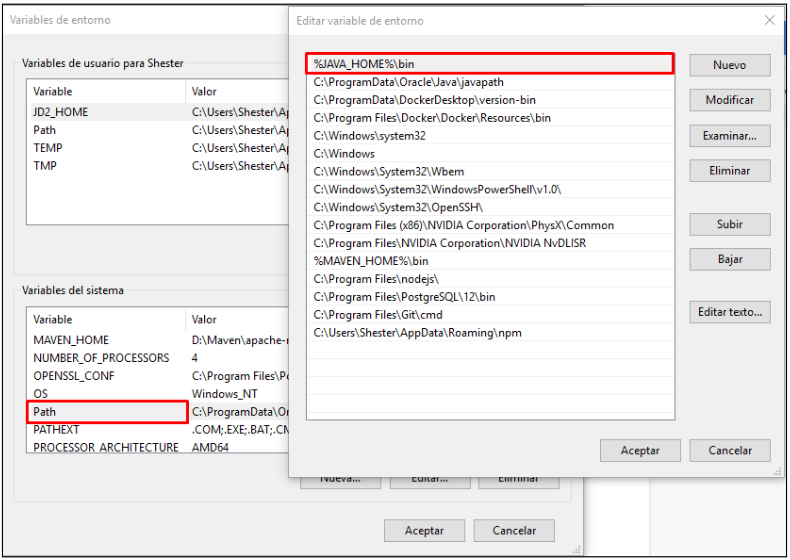 Variables de entorno
Variables de usuario para Shester
Variable Valor
JD2_HOME C:\Users\Shester\Ap
Path C:\Users\Shester\Ap
TEMP C:\Users\Shester\Ap
TMP C:\Users\Shester\Ap
Variables del sistema
Variable Valor
MAVEN_HOME D:\Maven\apache-r
NUMBER_OF_PROCESSORS 4
OPENSSL_CONF C:\Program Files\Po
OS Windows_NT
Path C:\ProgramData\Or
PATHEXT .COM;.EXE;.BAT;.CM
PROCESSOR_ARCHITECTURE AMD64
Nueva... Editar... Eliminar
Aceptar Cancelar
Editar variable de entorno
%JAVA_HOME%\bin
C:\ProgramData\Oracle\Java\javapath
C:\ProgramData\DockerDesktop\version-bin
C:\Program Files\Docker\Docker\Resources\bin
C:\Windows\system32
C:\Windows
C:\Windows\System32\Wbem
C:\Windows\System32\WindowsPowerShell\v1.0\
C:\Windows\System32\OpenSSH\
C:\Program Files (x86)\NVIDIA Corporation\PhysX\Common
C:\Program Files\NVIDIA Corporation\NVIDIA NvDLISR
%MAVEN_HOME%\bin
C:\Program Files\nodejs\
C:\Program Files\PostgreSQL\12\bin
C:\Program Files\Git\cmd
C:\Users\Shester\AppData\Roaming\npm
Nuevo
Modificar
Examinar...
Eliminar
Subir
Bajar
Editar texto...
Aceptar Cancelar